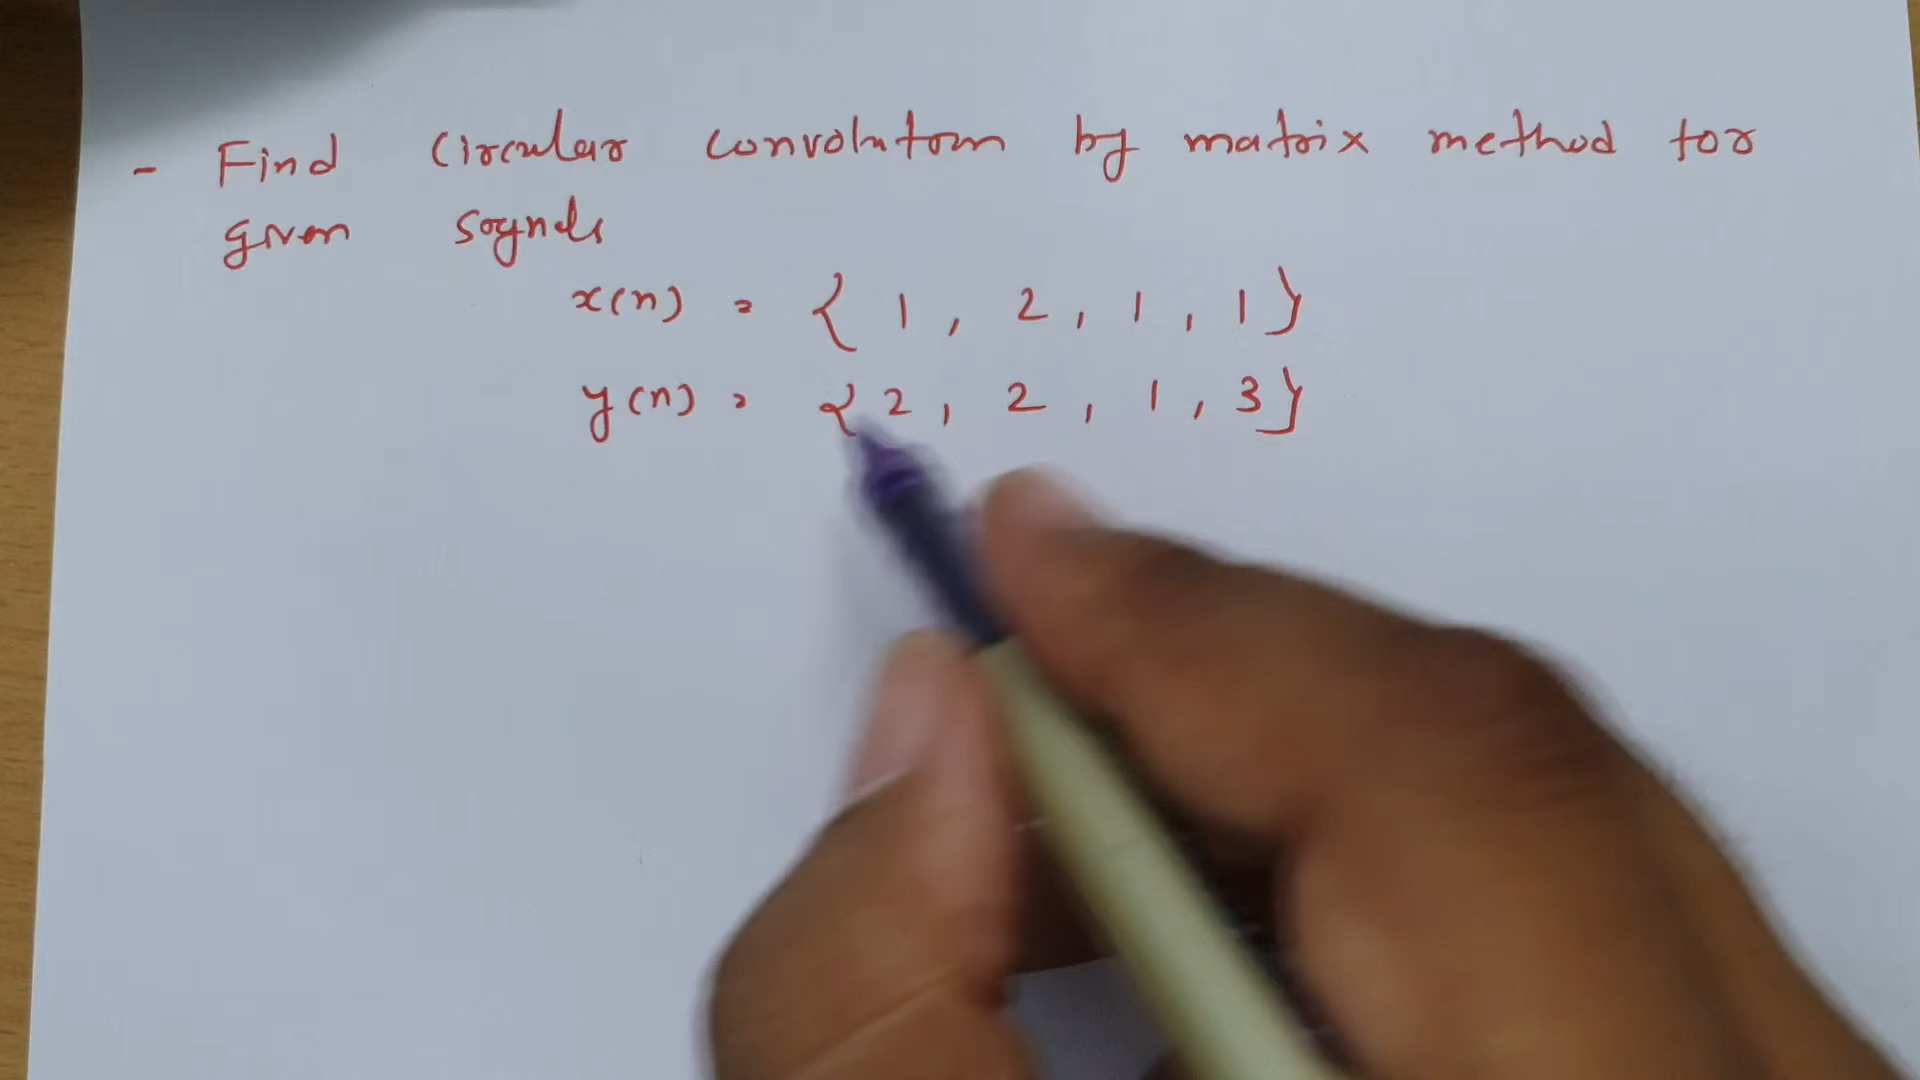 - Find circular convolution by matrix method for
given signals
x(n) = { 1 , 2 , 1 , 1 }
y(n) = { 2 , 2 , 1 , 3 }